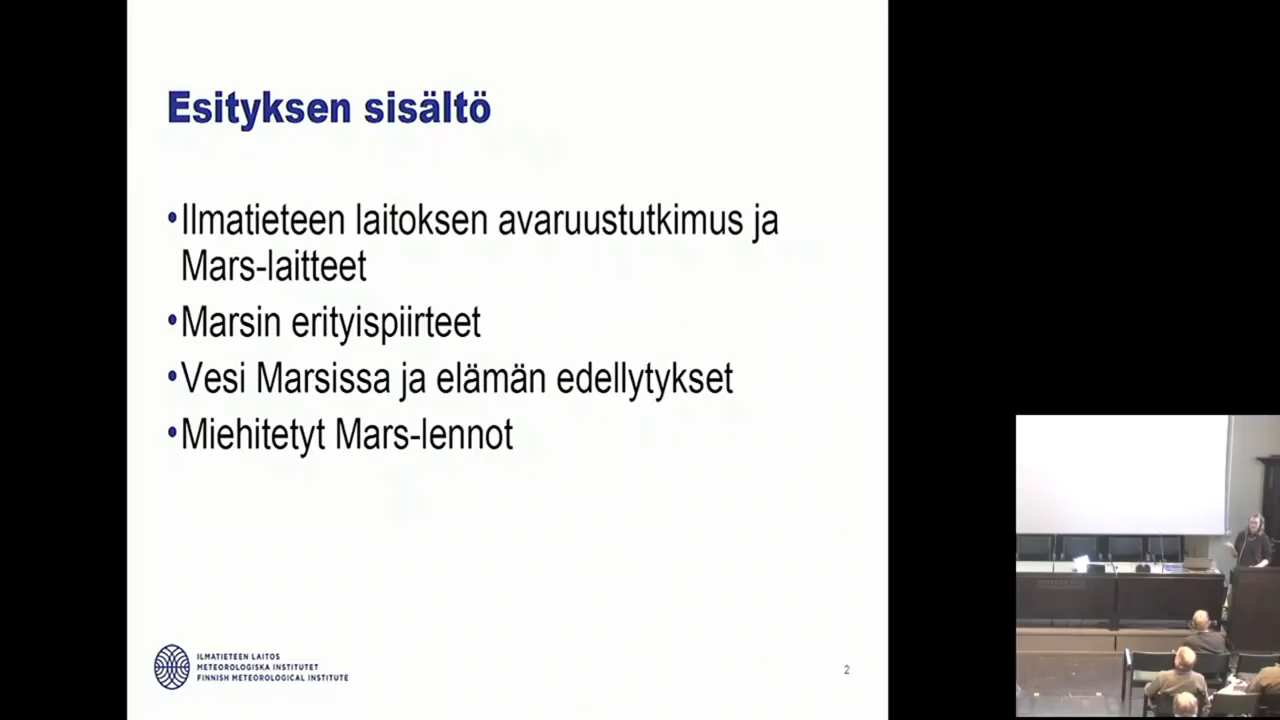 Esityksen sisältö
•Ilmatieteen laitoksen avaruustutkimus ja
Mars-laitteet
•Marsin erityispiirteet
•Vesi Marsissa ja elämän edellytykset
•Miehitetyt Mars-lennot
ILMATIETEEN LAITOS
METEOROLOGISKA INSTITUTET
FINNISH METEOROLOGICAL INSTITUTE
2